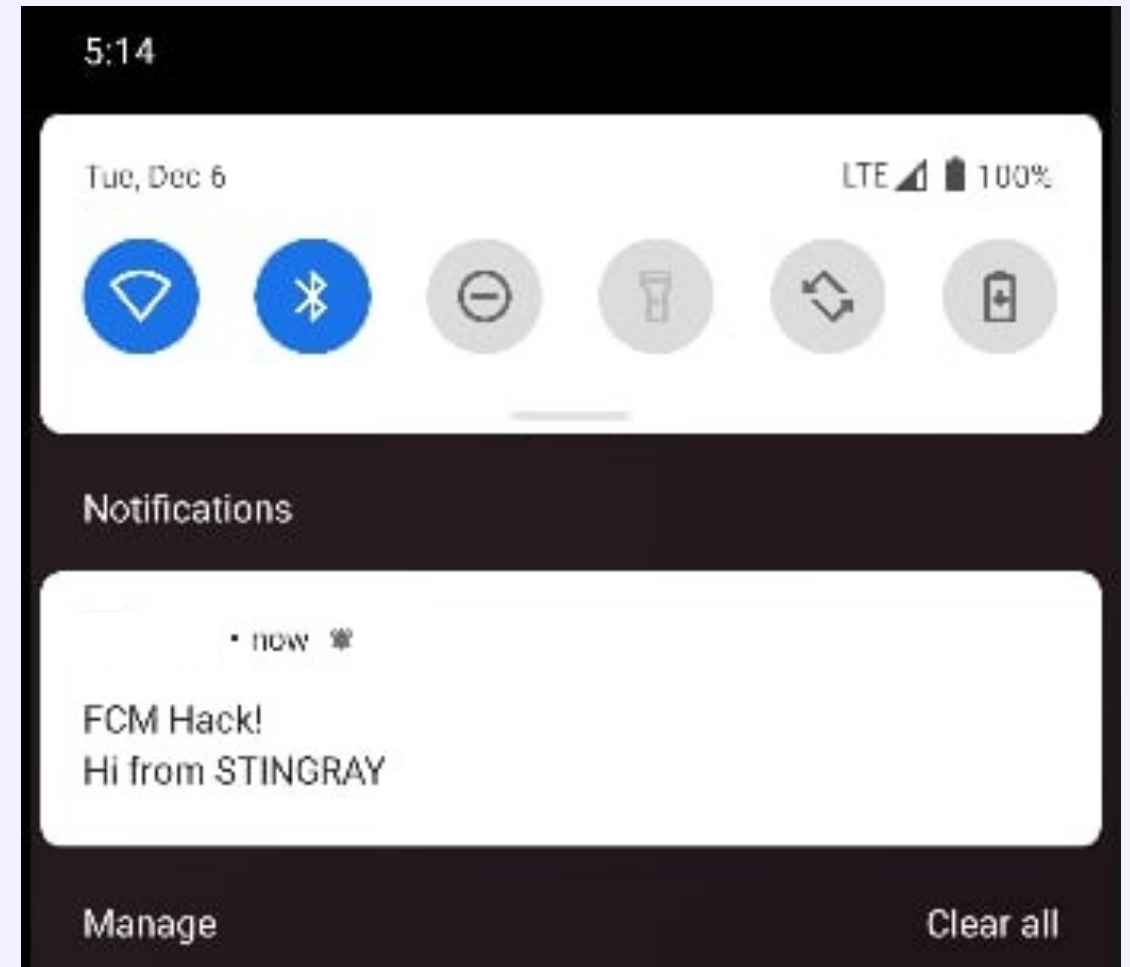 5:14
Tue, Dec 6 LTE 100%
Notifications
• now
FCM Hack!
Hi from STINGRAY
Manage Clear all